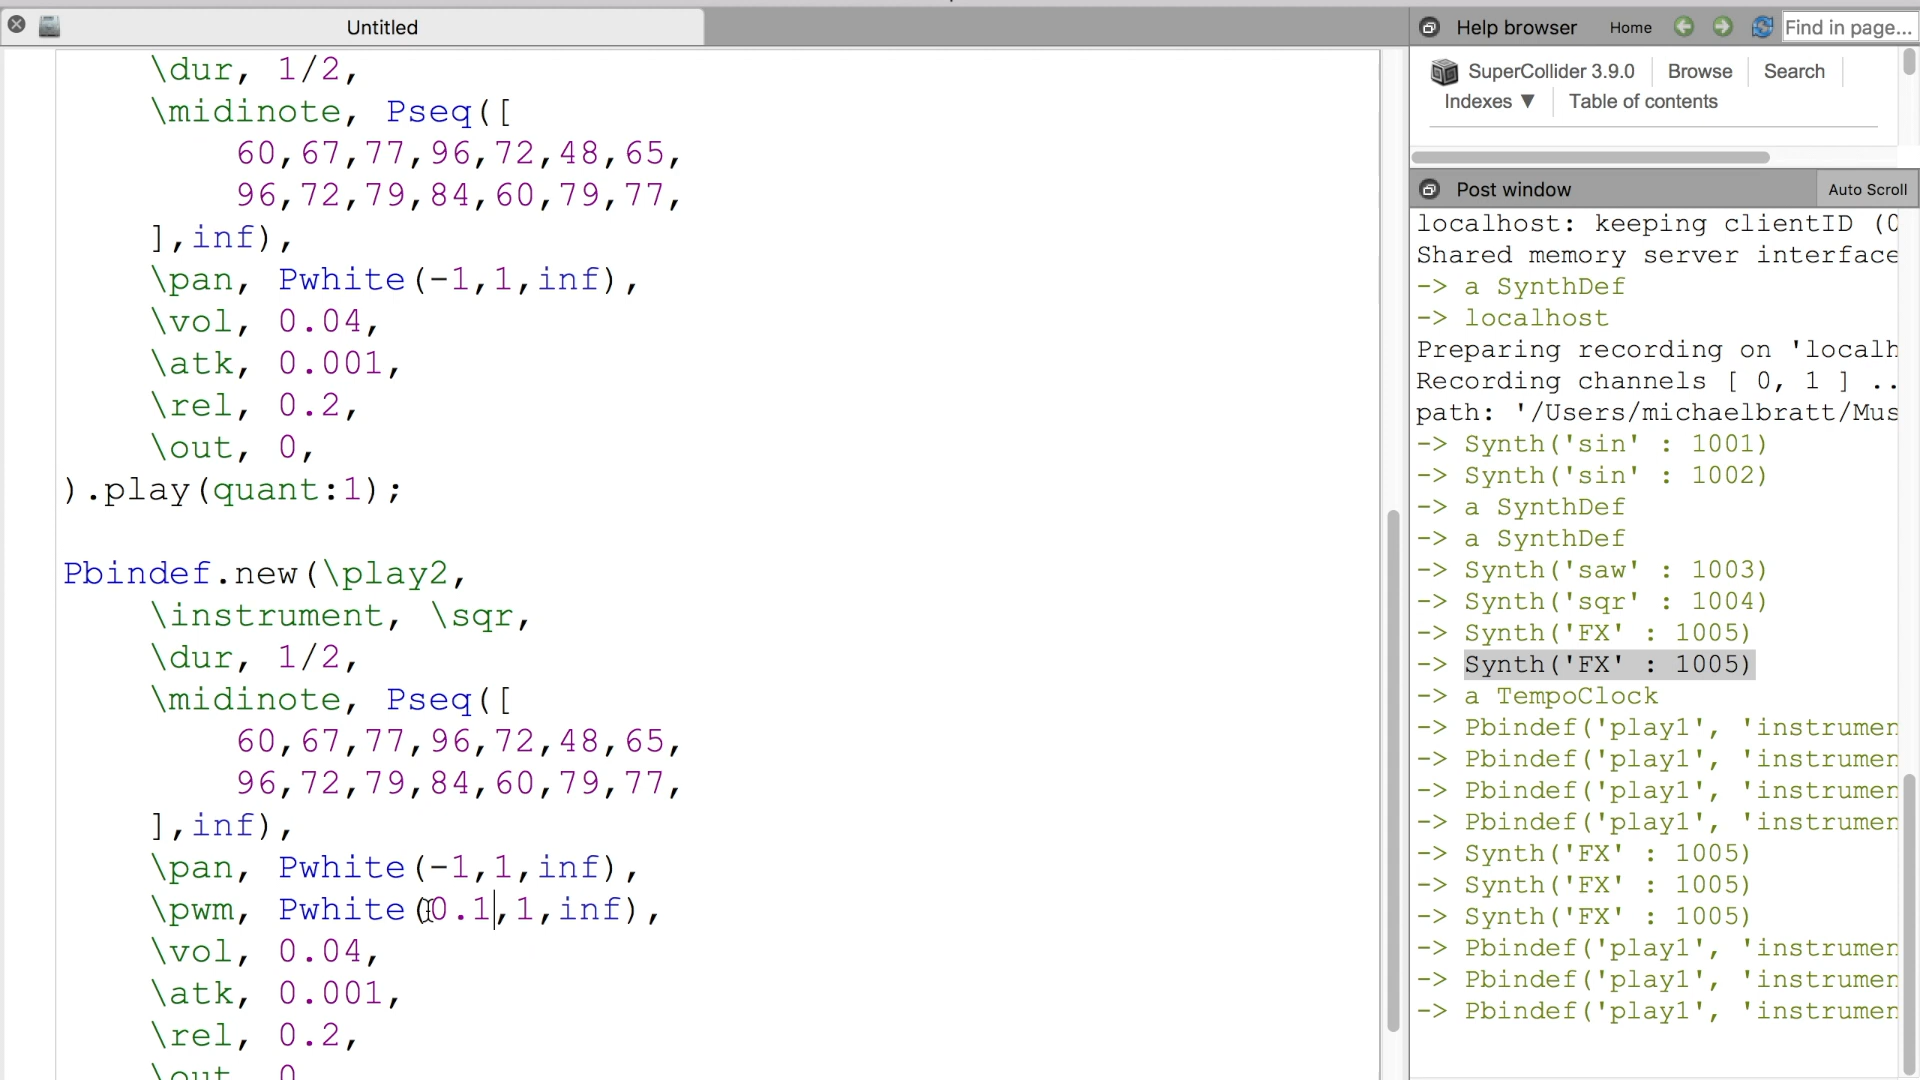 Untitled
\dur, 1/2,
\midinote, Pseq([
60,67,77,96,72,48,65,
96,72,79,84,60,79,77,
],inf),
\pan, Pwhite(-1,1,inf),
\vol, 0.04,
\atk, 0.001,
\rel, 0.2,
\out, 0,
).play(quant:1);
Pbindef.new(\play2,
\instrument, \sqr,
\dur, 1/2,
\midinote, Pseq([
60,67,77,96,72,48,65,
96,72,79,84,60,79,77,
],inf),
\pan, Pwhite(-1,1,inf),
\pwm, Pwhite(0.1,1,inf),
\vol, 0.04,
\atk, 0.001,
\rel, 0.2,
\out, 0
Help browser Home Find in page...
SuperCollider 3.9.0 Browse Search
Indexes ▼ Table of contents
Post window Auto Scroll
localhost: keeping clientID (0
Shared memory server interface
-> a SynthDef
-> localhost
Preparing recording on 'localh
Recording channels [ 0, 1 ] ..
path: '/Users/michaelbratt/Mus
-> Synth('sin' : 1001)
-> Synth('sin' : 1002)
-> a SynthDef
-> a SynthDef
-> Synth('saw' : 1003)
-> Synth('sqr' : 1004)
-> Synth('FX' : 1005)
-> Synth('FX' : 1005)
-> a TempoClock
-> Pbindef('play1', 'instrumen
-> Pbindef('play1', 'instrumen
-> Pbindef('play1', 'instrumen
-> Pbindef('play1', 'instrumen
-> Synth('FX' : 1005)
-> Synth('FX' : 1005)
-> Synth('FX' : 1005)
-> Pbindef('play1', 'instrumen
-> Pbindef('play1', 'instrumen
-> Pbindef('play1', 'instrumen